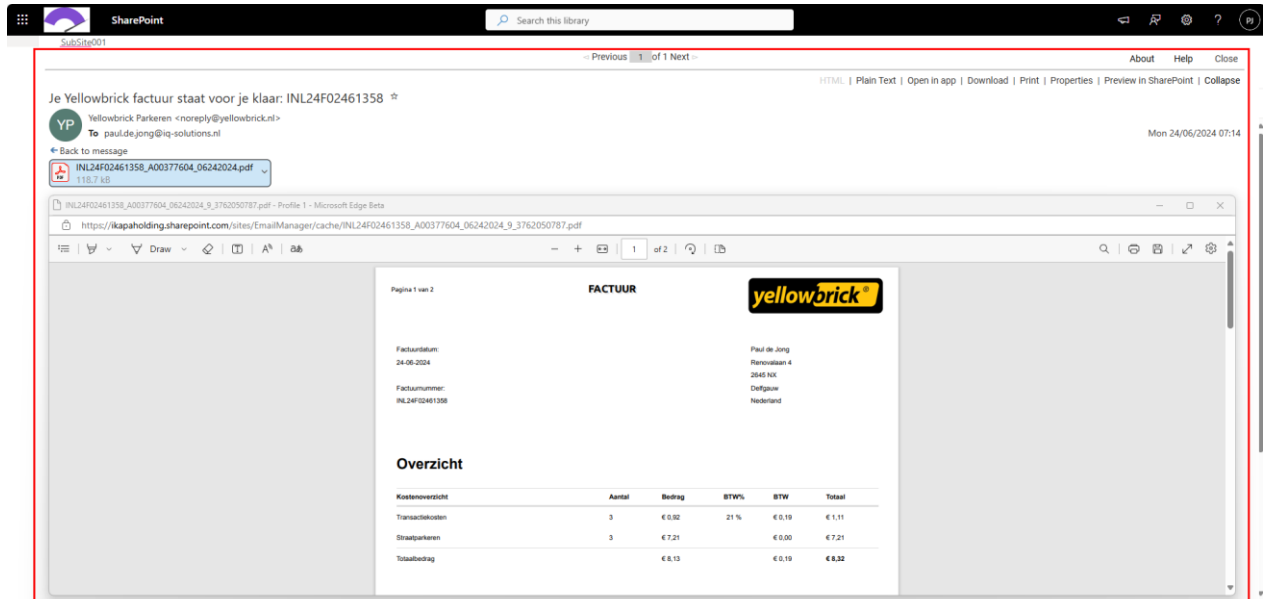 SharePoint
Search this library
?
PJ
SubSite001
Previous 1 of 1 Next
About Help Close
HTML | Plain Text | Open in app | Download | Print | Properties | Preview in SharePoint | Collapse
Je Yellowbrick factuur staat voor je klaar: INL24F02461358
YP
Yellowbrick Parkeren <noreply@yellowbrick.nl>
To paul.de.jong@iq-solutions.nl
Mon 24/06/2024 07:14
Back to message
INL24F02461358_A00377604_06242024.pdf
118.7 kB
INL24F02461358_A00377604_06242024_9_3762050787.pdf - Profile 1 - Microsoft Edge Beta
https://ikapaholding.sharepoint.com/sites/EmailManager/cache/INL24F02461358_A00377604_06242024_9_3762050787.pdf
Draw
1 of 2
Pagina 1 van 2
FACTUUR
yellowbrick®
Factuurdatum:
24-06-2024
Factuurnummer:
INL24F02461358
Paul de Jong
Renovalaan 4
2645 NX
Delfgauw
Nederland
Overzicht
Kostenoverzicht Aantal Bedrag BTW% BTW Totaal
Transactiekosten 3 € 0,92 21 % € 0,19 € 1,11
Straatparkeren 3 € 7,21 € 0,00 € 7,21
Totaalbedrag € 8,13 € 0,19 € 8,32